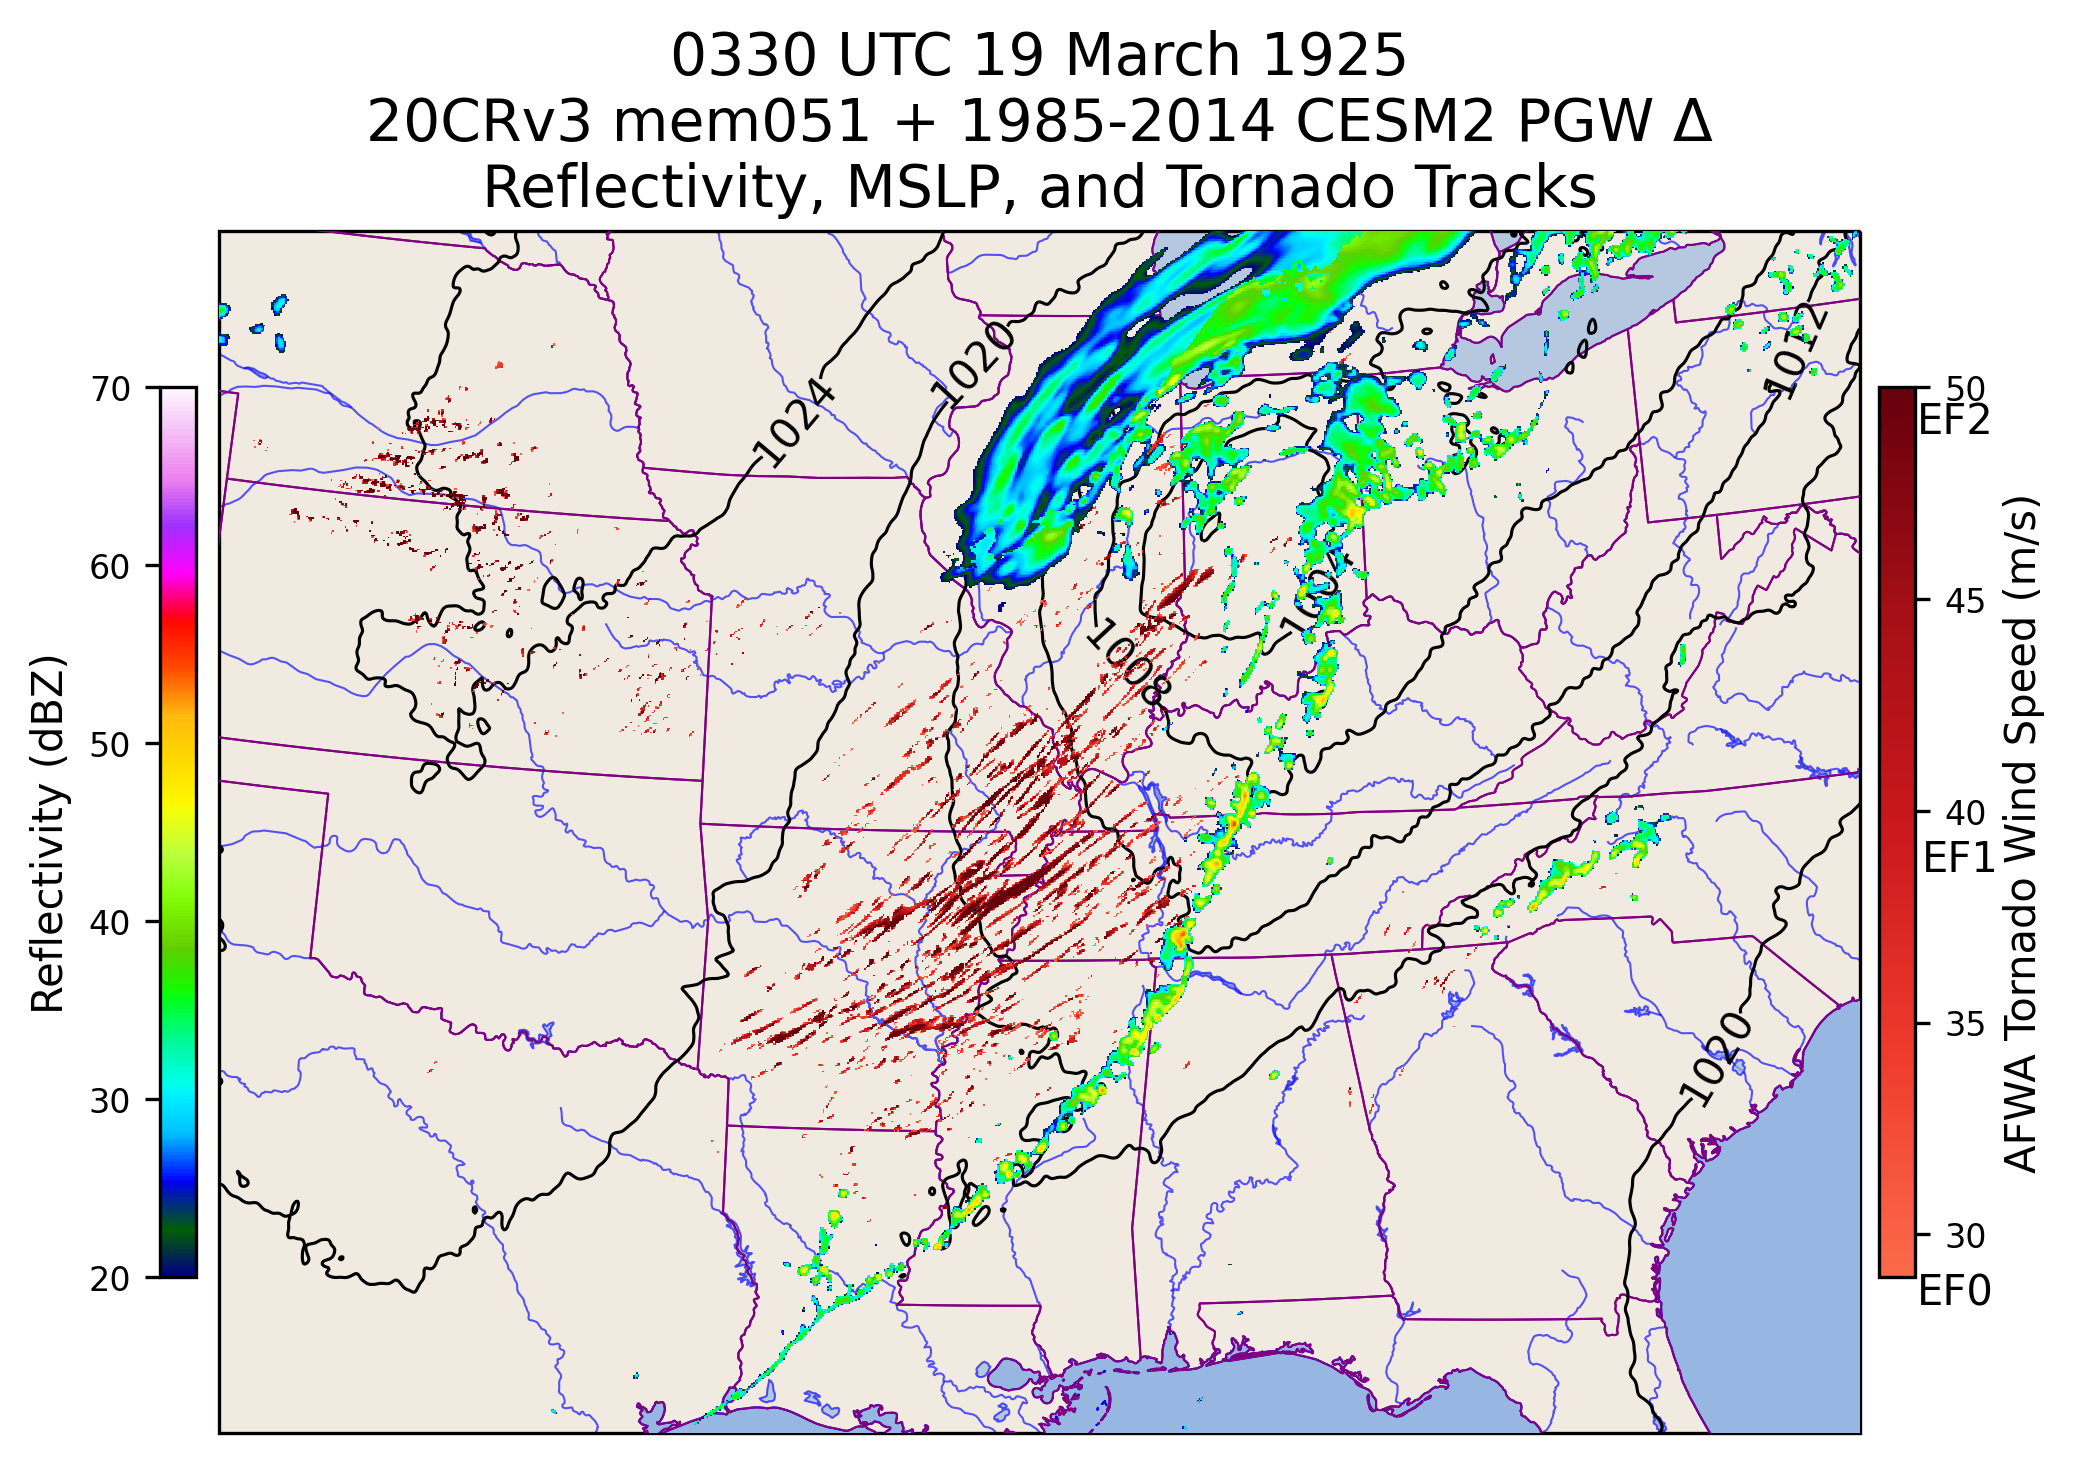 0330 UTC 19 March 1925
20CRv3 mem051 + 1985-2014 CESM2 PGW Δ
Reflectivity, MSLP, and Tornado Tracks
Reflectivity (dBZ)
70
60
50
40
30
20
1024
1020
1012
1004
1008
1020
50
EF2
45
40
EF1
35
30
EF0
AFWA Tornado Wind Speed (m/s)